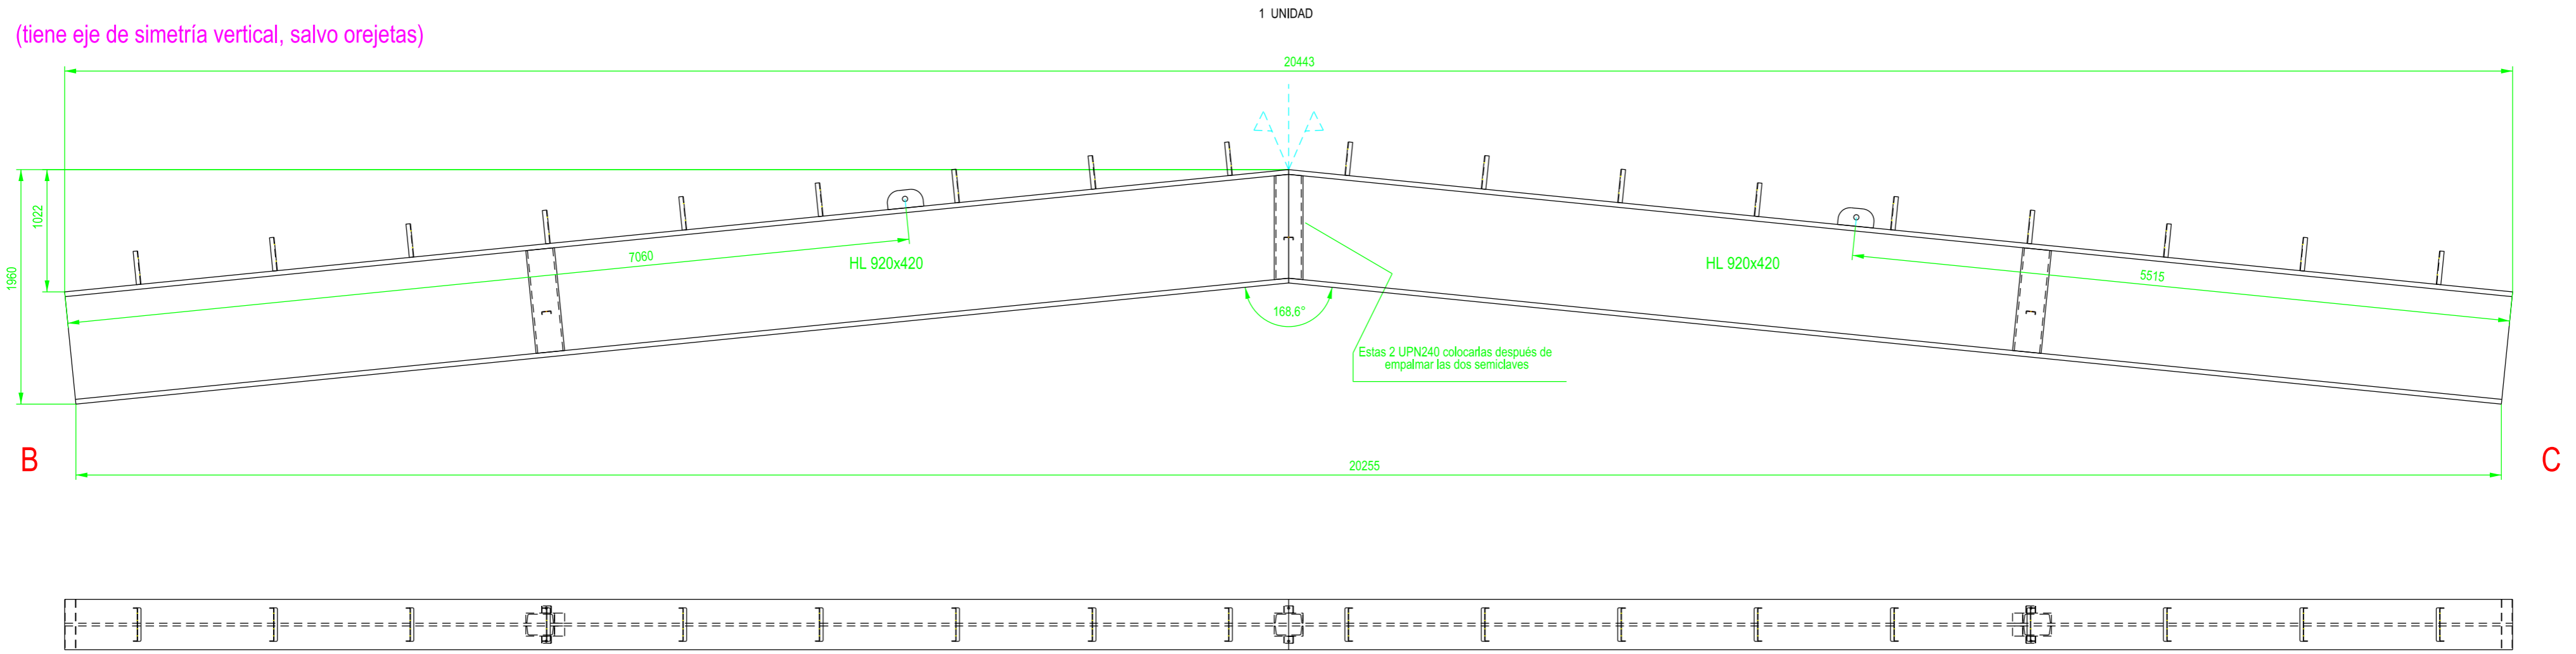 1 UNIDAD
(tiene eje de simetría vertical, salvo orejetas)
20443
1022
1960
7060
HL 920x420
HL 920x420
5515
168,6°
Estas 2 UPN240 colocarlas después de
empalmar las dos semiclaves
B
C
20255